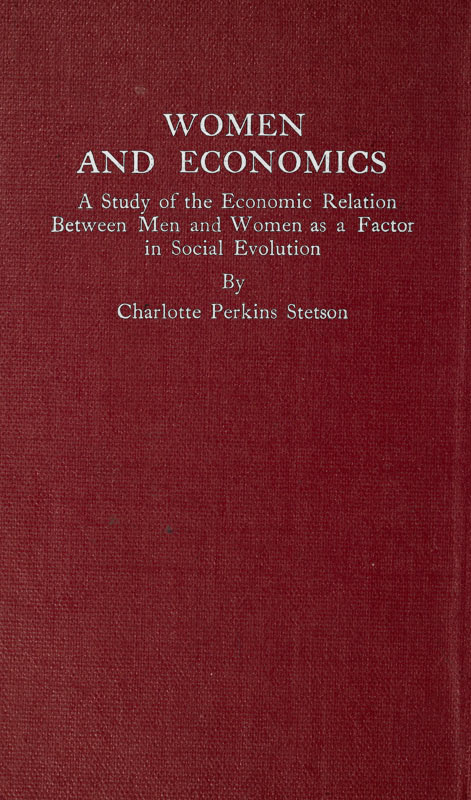 WOMEN
AND ECONOMICS
A Study of the Economic Relation
Between Men and Women as a Factor
in Social Evolution
By
Charlotte Perkins Stetson